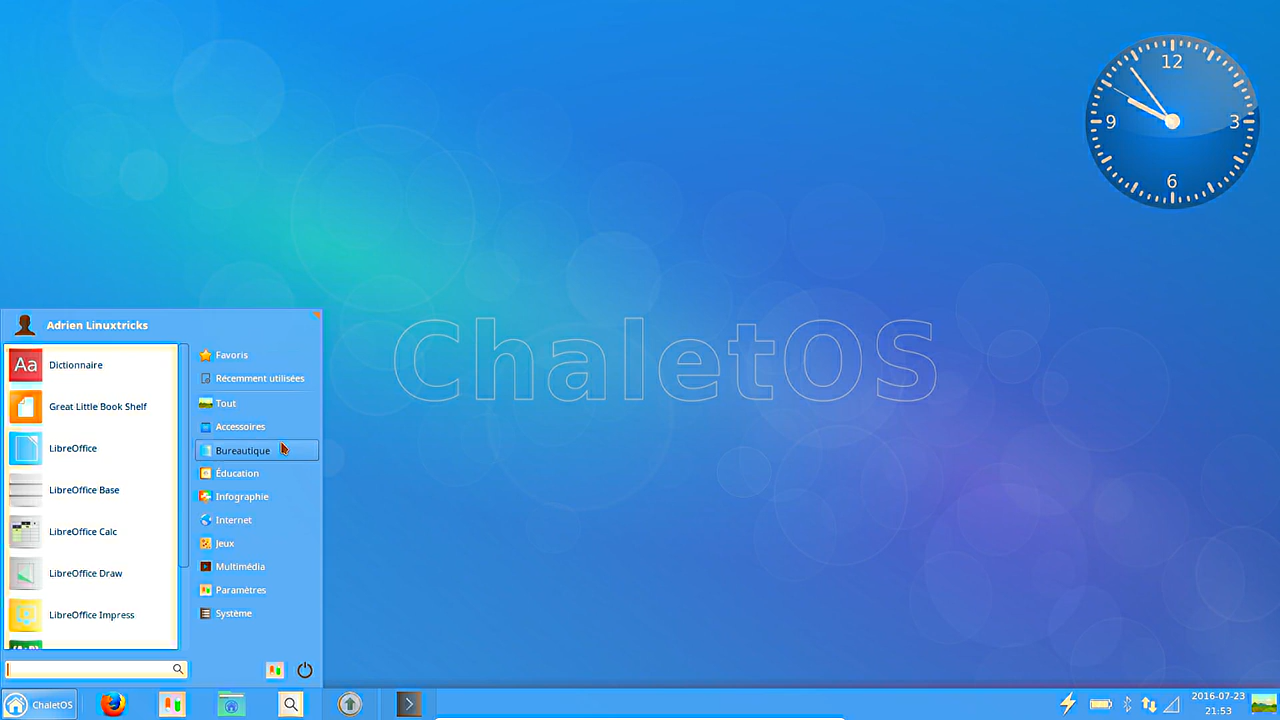 12
9
3
6
ChaletOS
Adrien Linuxtricks
Aa
Dictionnaire
Great Little Book Shelf
LibreOffice
LibreOffice Base
LibreOffice Calc
LibreOffice Draw
LibreOffice Impress
Favoris
Récemment utilisées
Tout
Accessoires
Bureautique
Éducation
Infographie
Internet
Jeux
Multimédia
Paramètres
Système
ChaletOS
2016-07-23
21:53